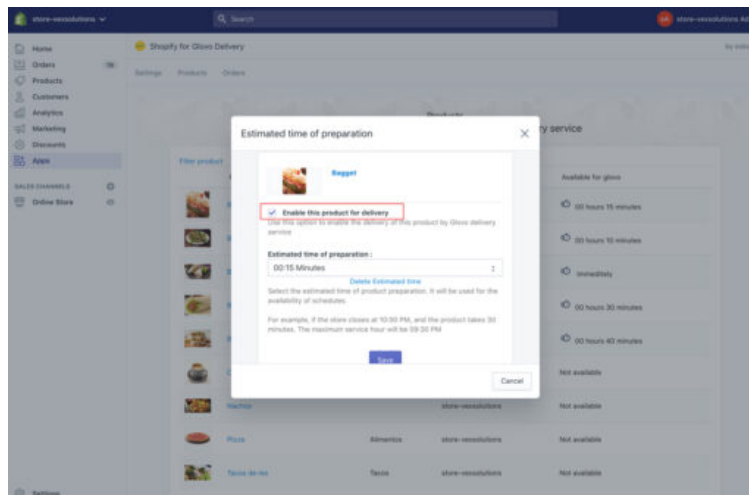 store-vexsolutions
Search
store-vexsolutions Ad
Home
Orders
Products
Customers
Analytics
Marketing
Discounts
Apps
SALES CHANNELS
Online Store
Settings
Shopify for Glovo Delivery
Settings Products Orders
Products
ry service
Filter product
Available for glovo
00 hours 15 minutes
00 hours 10 minutes
00 hours 30 minutes
00 hours 40 minutes
Not available
Nachos store-vexsolutions Not available
Pizza Alimentos store-vexsolutions Not available
Tacos de res Tacos store-vexsolutions Not available
Estimated time of preparation
Bagget
Enable this product for delivery
Use this option to enable the delivery of this product by Glovo delivery
service
Estimated time of preparation :
00:15 Minutes
Delete Estimated time
Select the estimated time of product preparation. It will be used for the
availability of schedules.
For example, if the store closes at 10:00 PM, and the product takes 30
minutes. The maximum service hour will be 09:30 PM
Save
Cancel